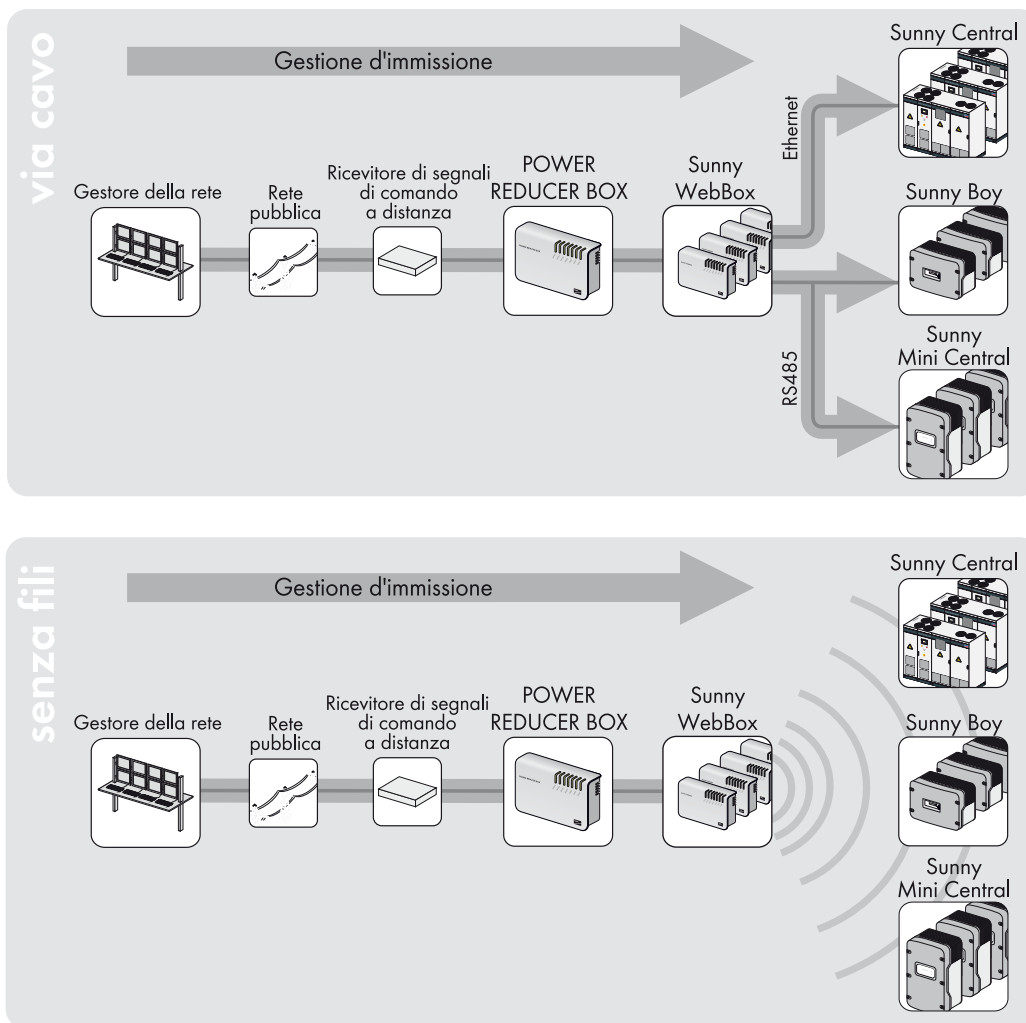 via cavo
Gestione d'immissione
Gestore della rete
Rete
pubblica
Ricevitore di segnali
di comando
a distanza
POWER
REDUCER BOX
Sunny
WebBox
Ethernet
RS485
Sunny Central
Sunny Boy
Sunny
Mini Central
senza fili
Gestione d'immissione
Gestore della rete
Rete
pubblica
Ricevitore di segnali
di comando
a distanza
POWER
REDUCER BOX
Sunny
WebBox
Sunny Central
Sunny Boy
Sunny
Mini Central